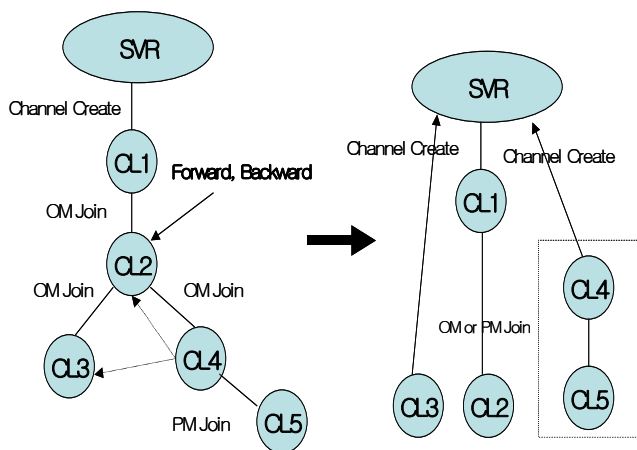 SVR
Channel Create
CL1
Forward, Backward
OM Join
CL2
OM Join
OM Join
CL3
CL4
PM Join
CL5
SVR
Channel Create
Channel Create
CL1
CL4
OM or PM Join
CL3
CL2
CL5